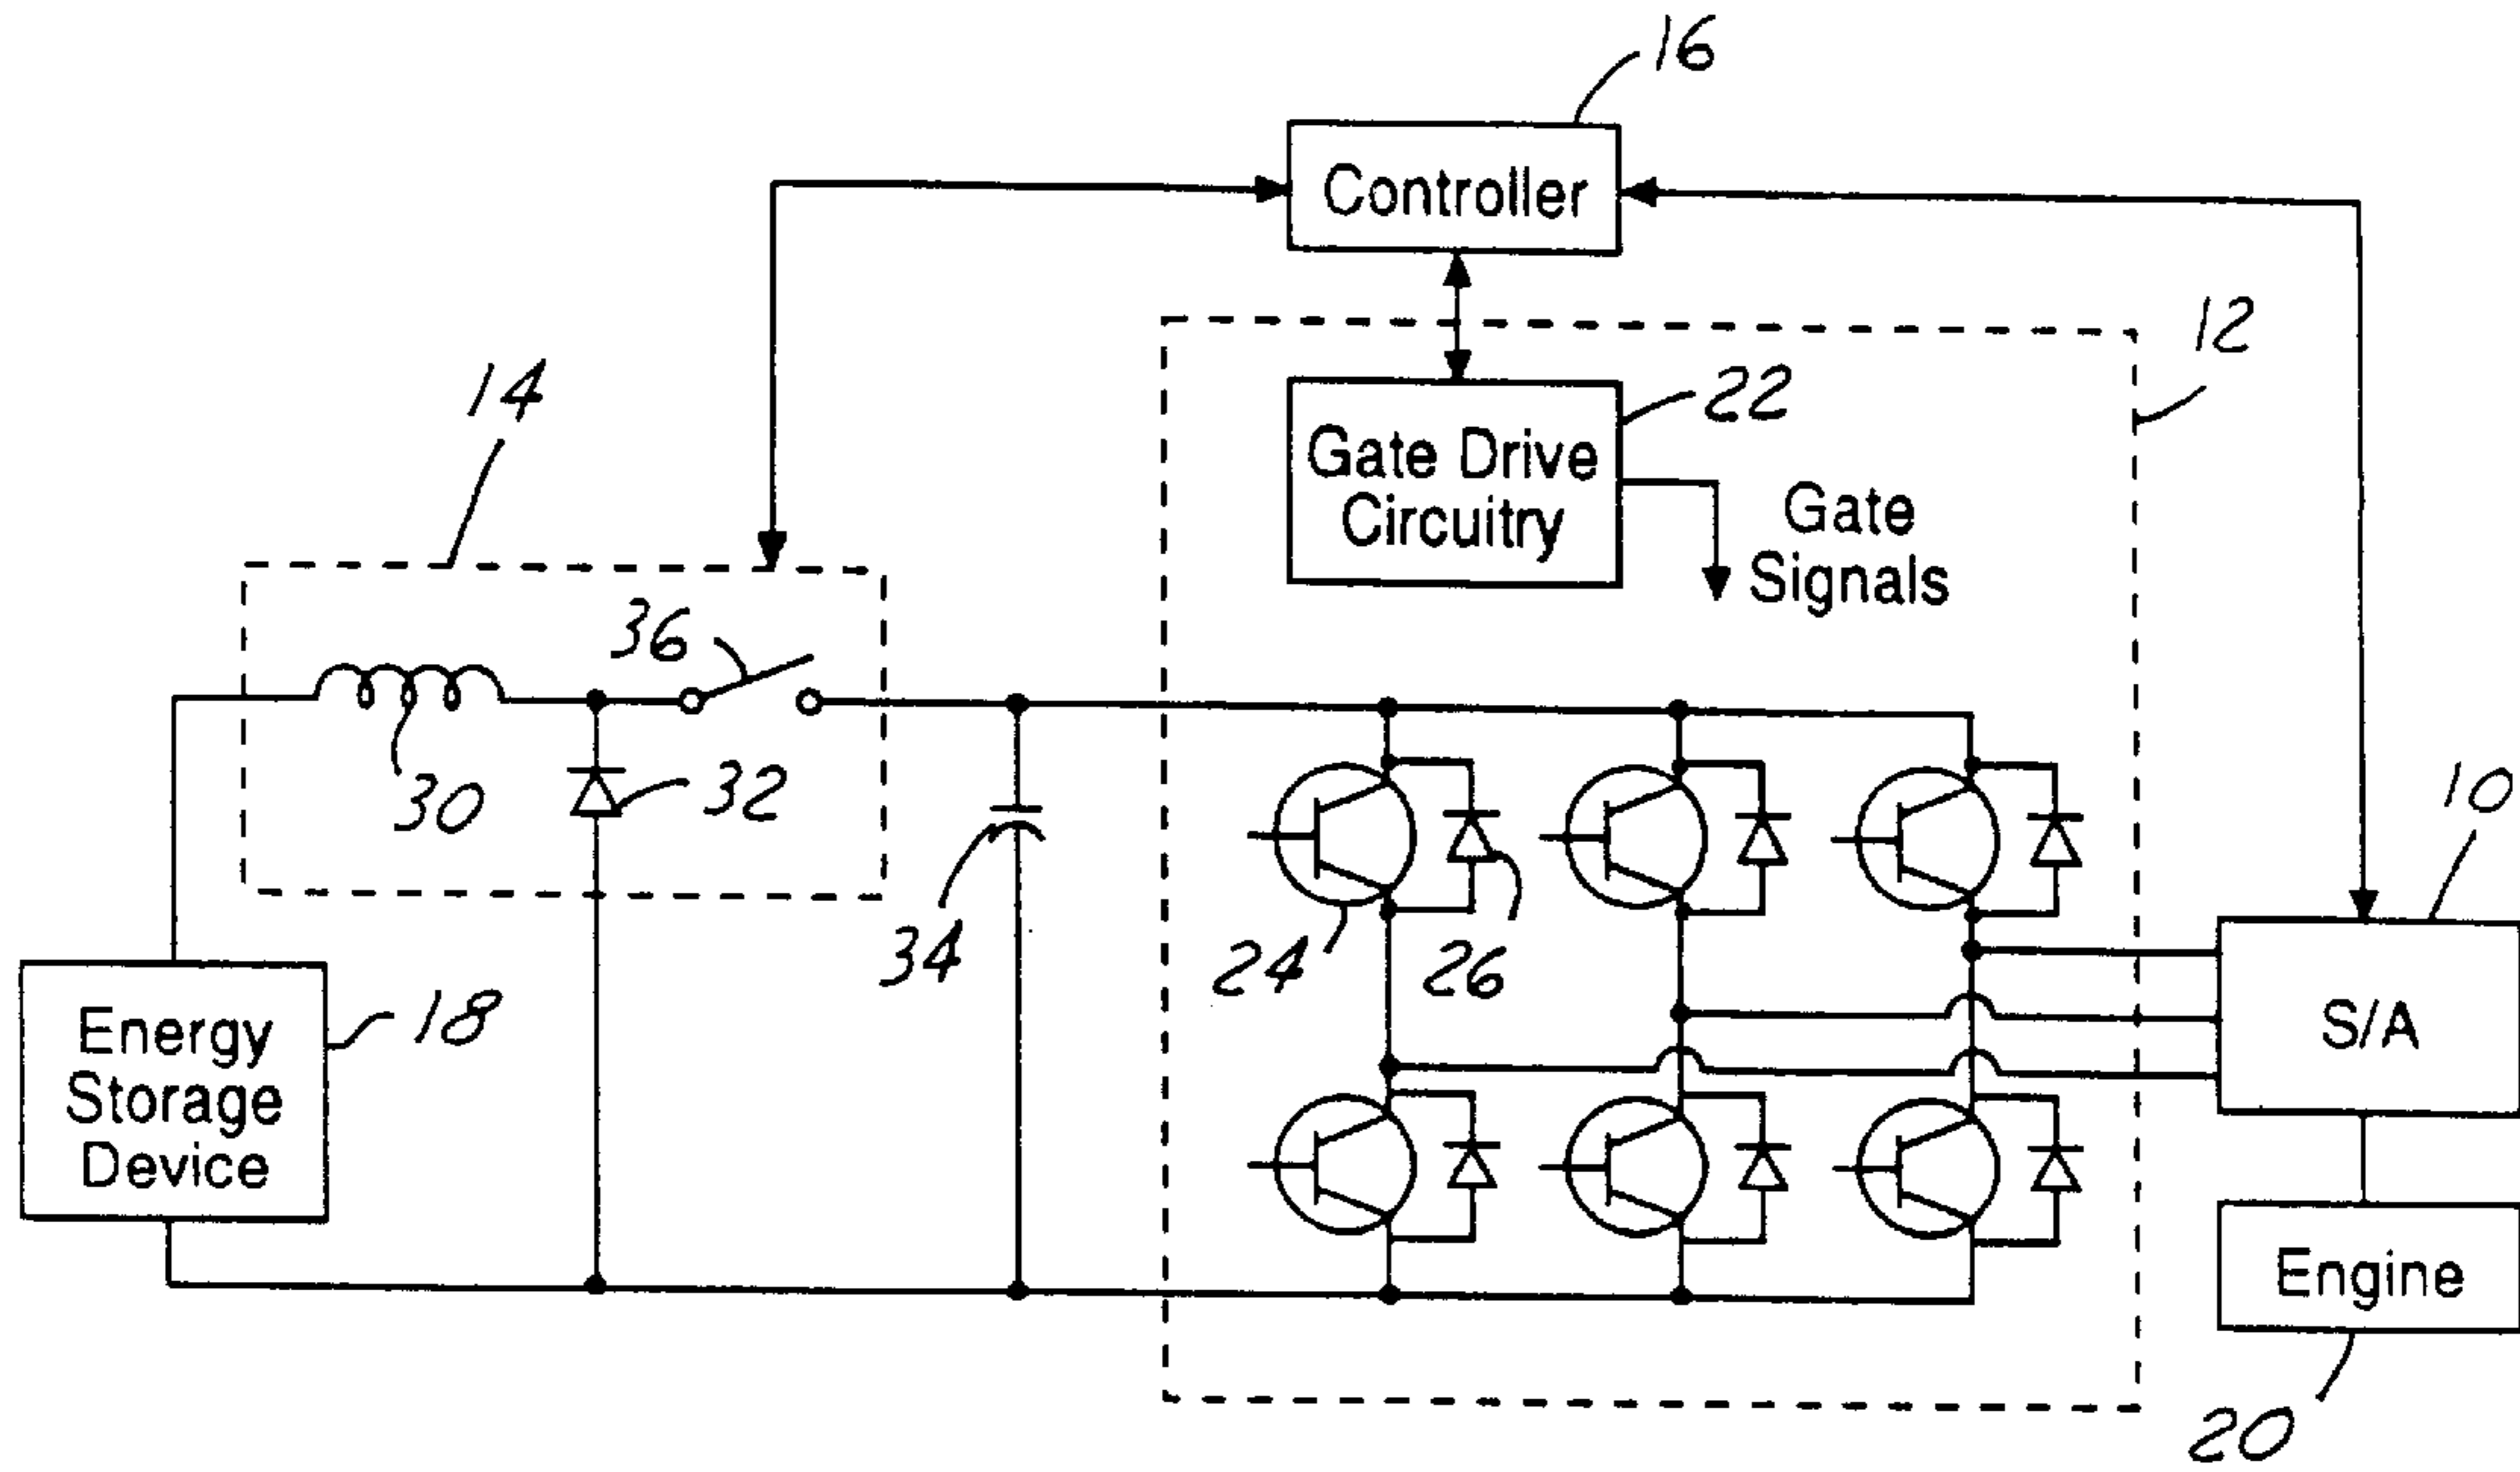 16
Controller
12
14
22
Gate Drive
Circuitry
Gate
Signals
36
30
32
10
34
24
26
18
Energy
Storage
Device
S/A
Engine
20